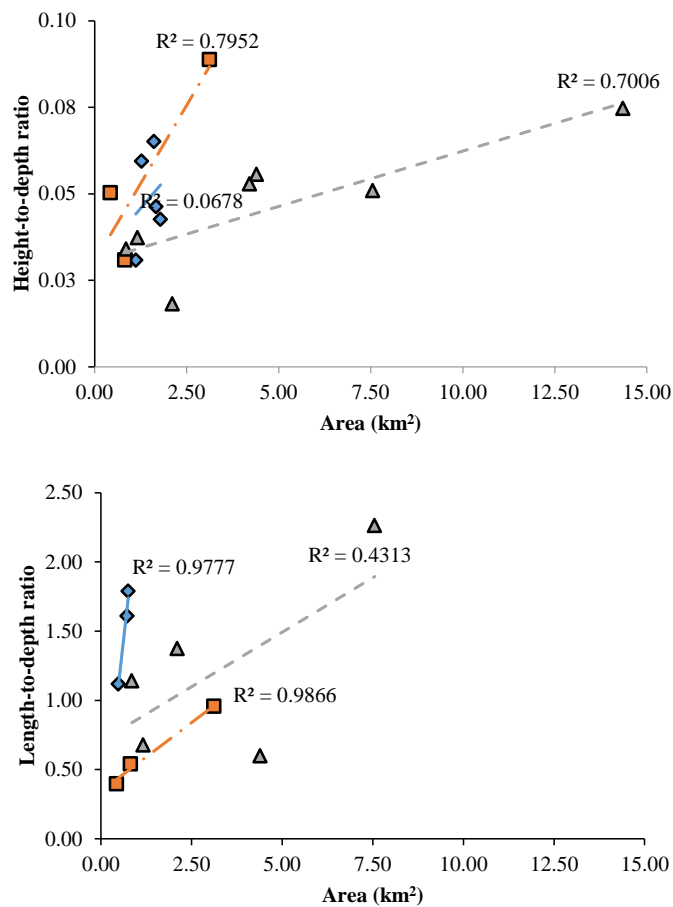 0.10
R² = 0.7952
R² = 0.7006
0.08
Height-to-depth ratio
0.05
R² = 0.0678
0.03
0.00
0.00 2.50 5.00 7.50 10.00 12.50 15.00
Area (km²)
2.50
R² = 0.4313
2.00
R² = 0.9777
Length-to-depth ratio
1.50
1.00
R² = 0.9866
0.50
0.00
0.00 2.50 5.00 7.50 10.00 12.50 15.00
Area (km²)